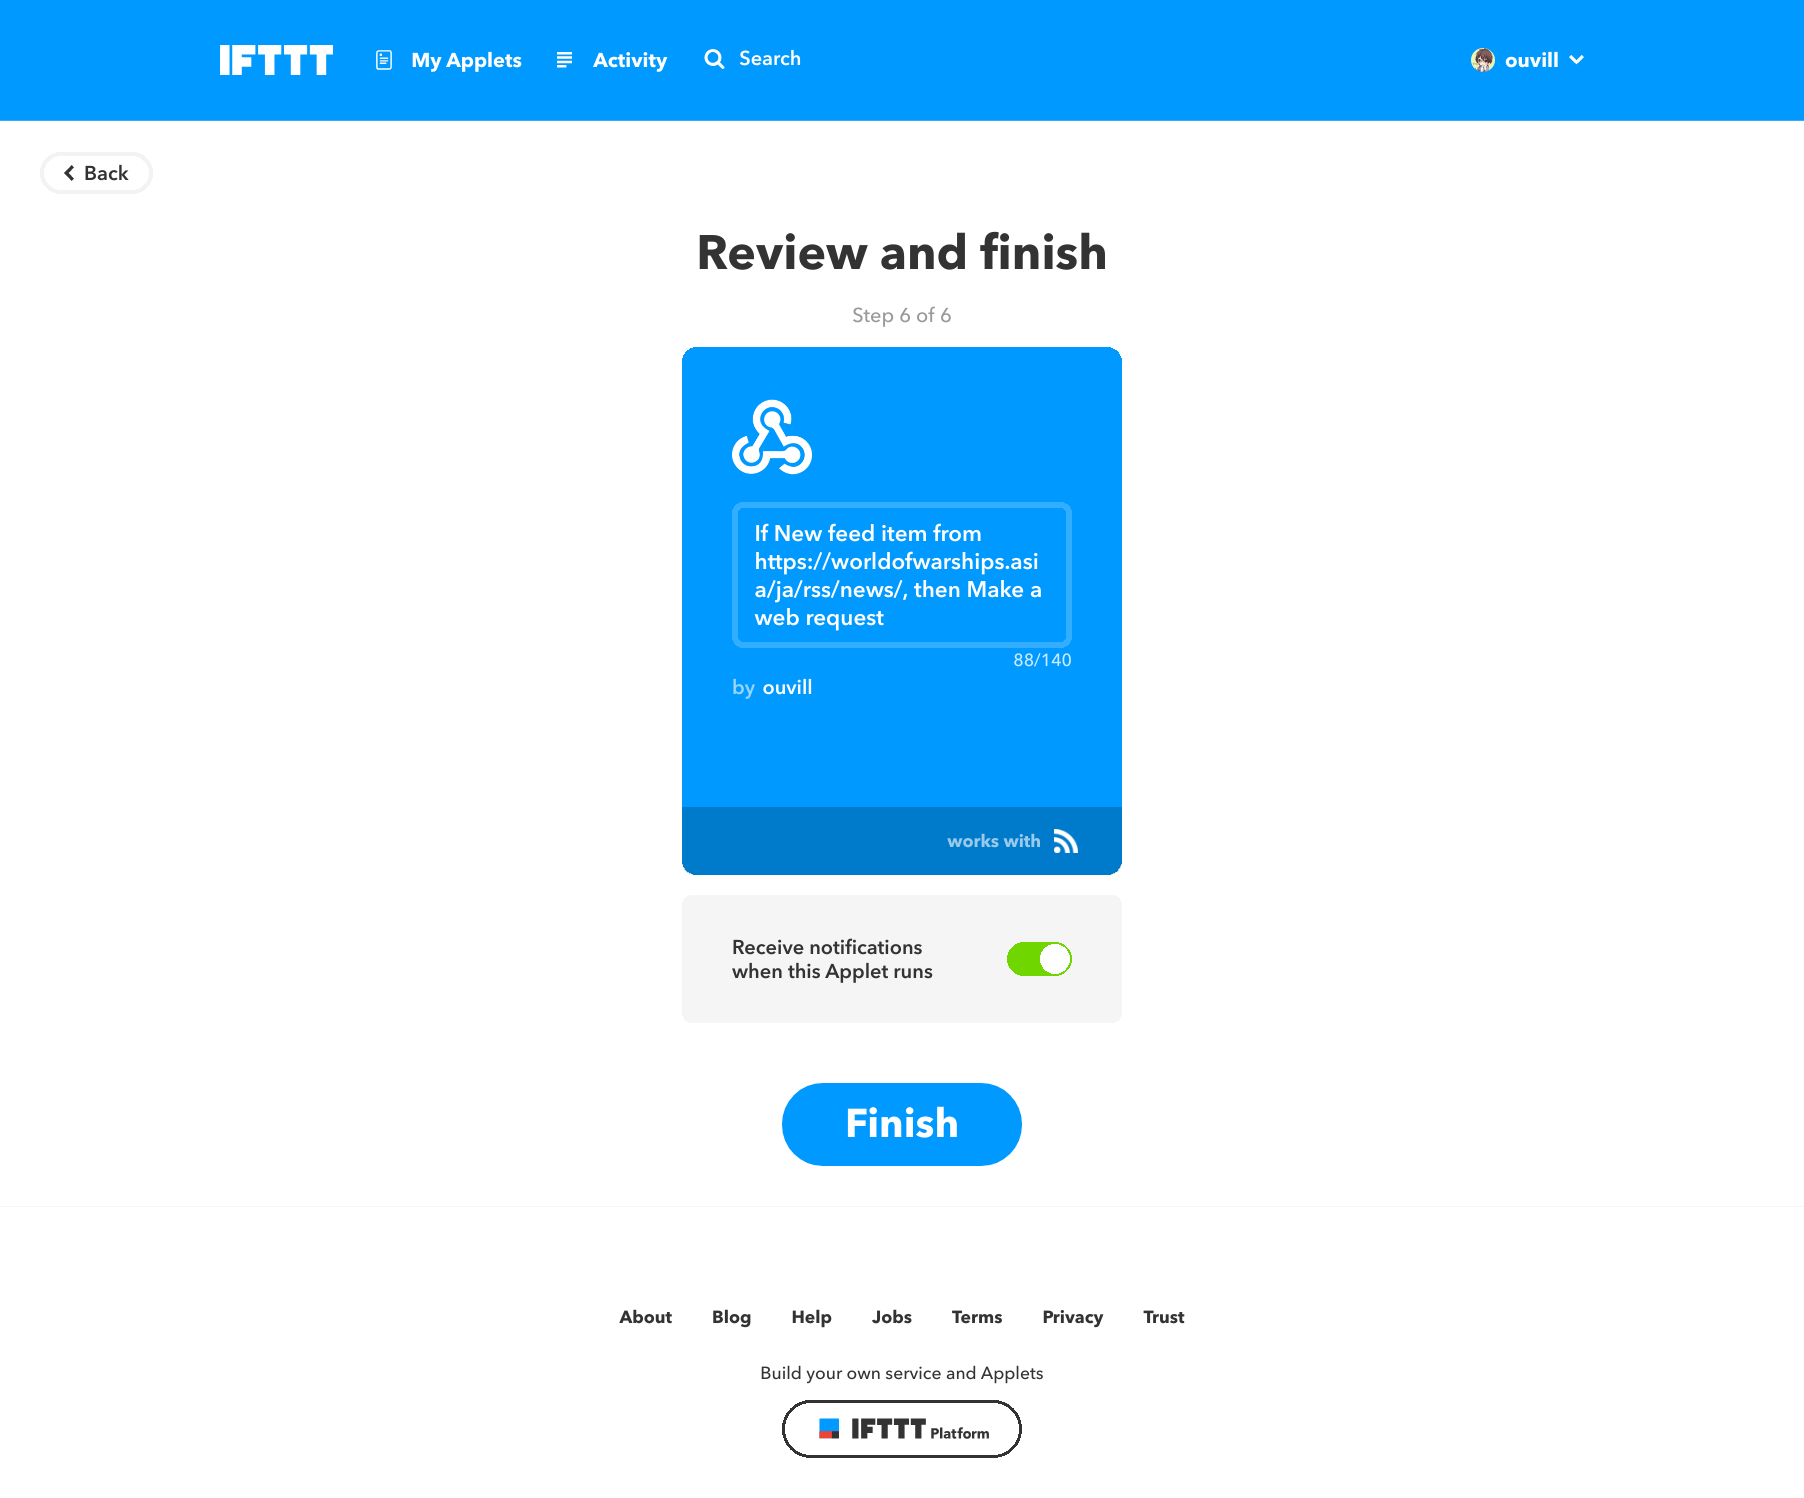 IFTTT
My Applets
Activity
Search
ouvill
Back
Review and finish
Step 6 of 6
If New feed item from
https://worldofwarships.asi
a/ja/rss/news/, then Make a
web request
88/140
by ouvill
works with
Receive notifications
when this Applet runs
Finish
About Blog Help Jobs Terms Privacy Trust
Build your own service and Applets
IFTTT Platform